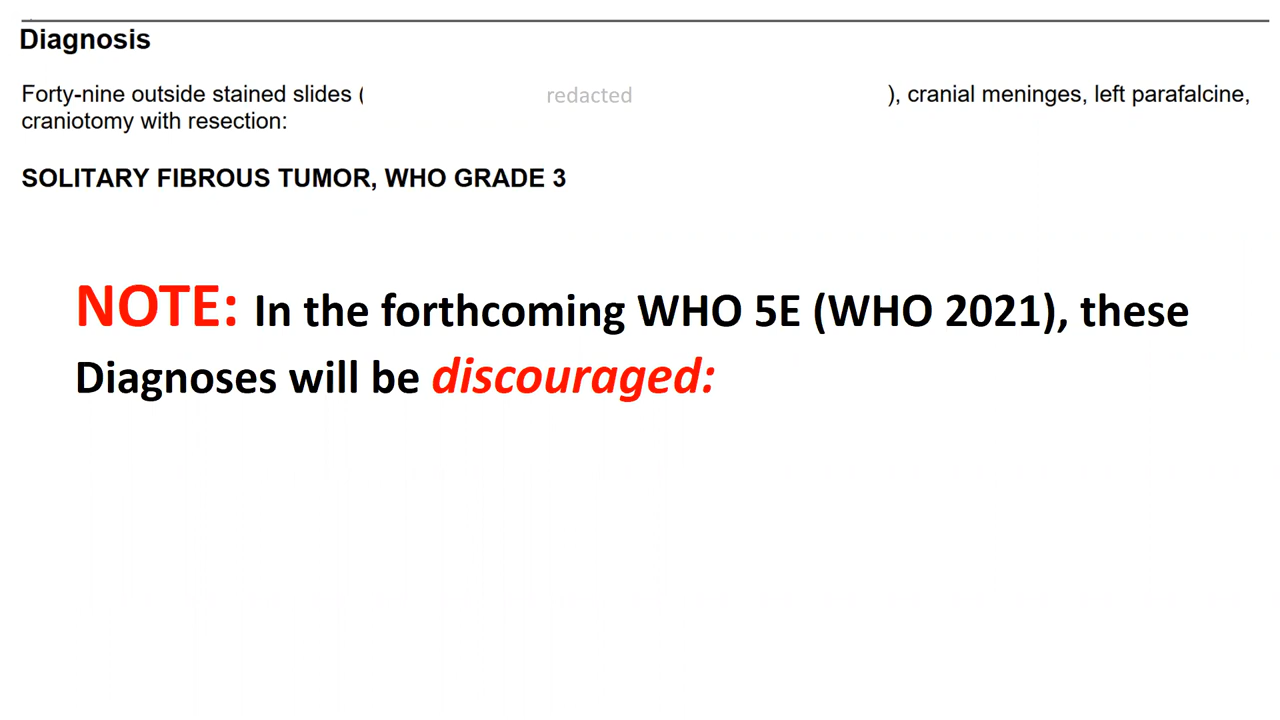 Diagnosis
Forty-nine outside stained slides ( redacted ), cranial meninges, left parafalcine,
craniotomy with resection:
SOLITARY FIBROUS TUMOR, WHO GRADE 3
NOTE: In the forthcoming WHO 5E (WHO 2021), these
Diagnoses will be discouraged: